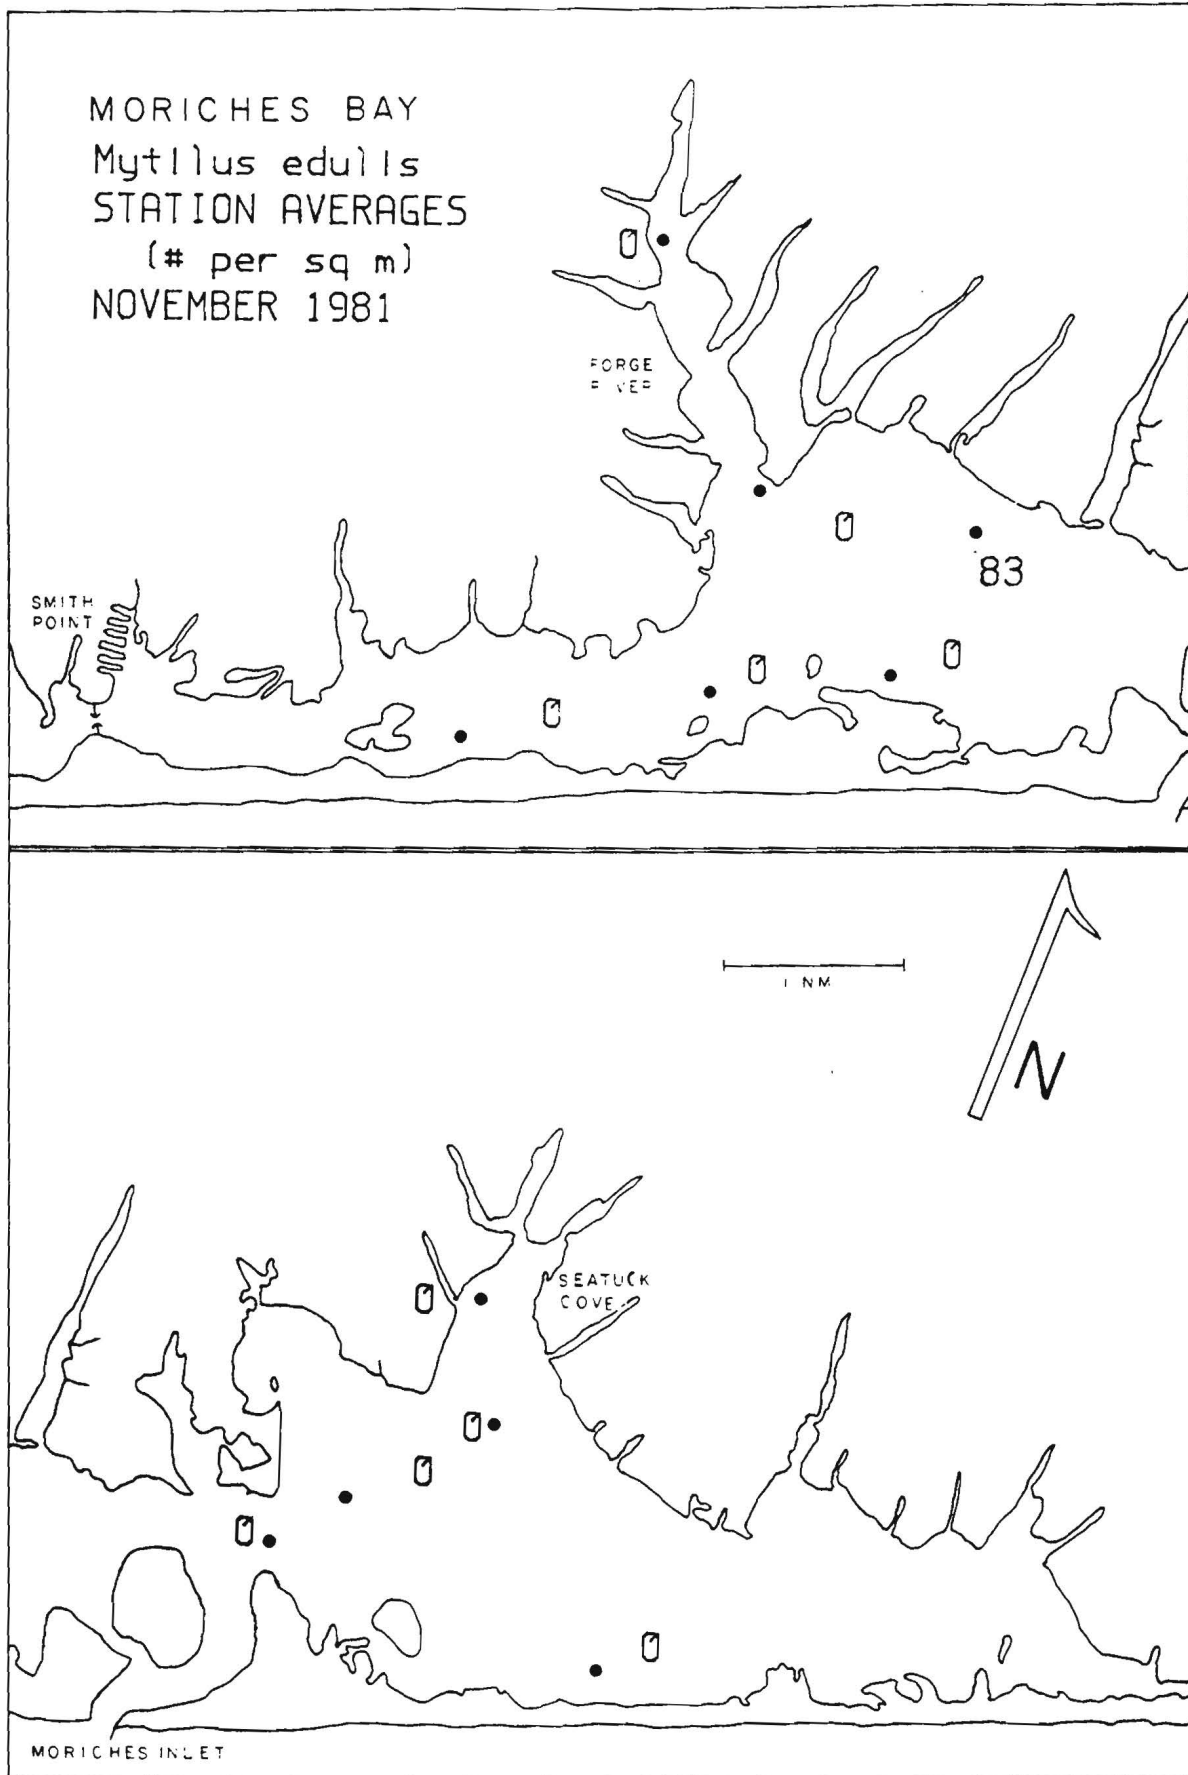 MORICHES BAY
Mytilus edulis
STATION AVERAGES
(# per sq m)
NOVEMBER 1981
0
FORGE
RIVER
0
83
SMITH
POINT
0
0
0
1 NM
N
SEATUCK
COVE
0
0
0
0
0
MORICHES INLET